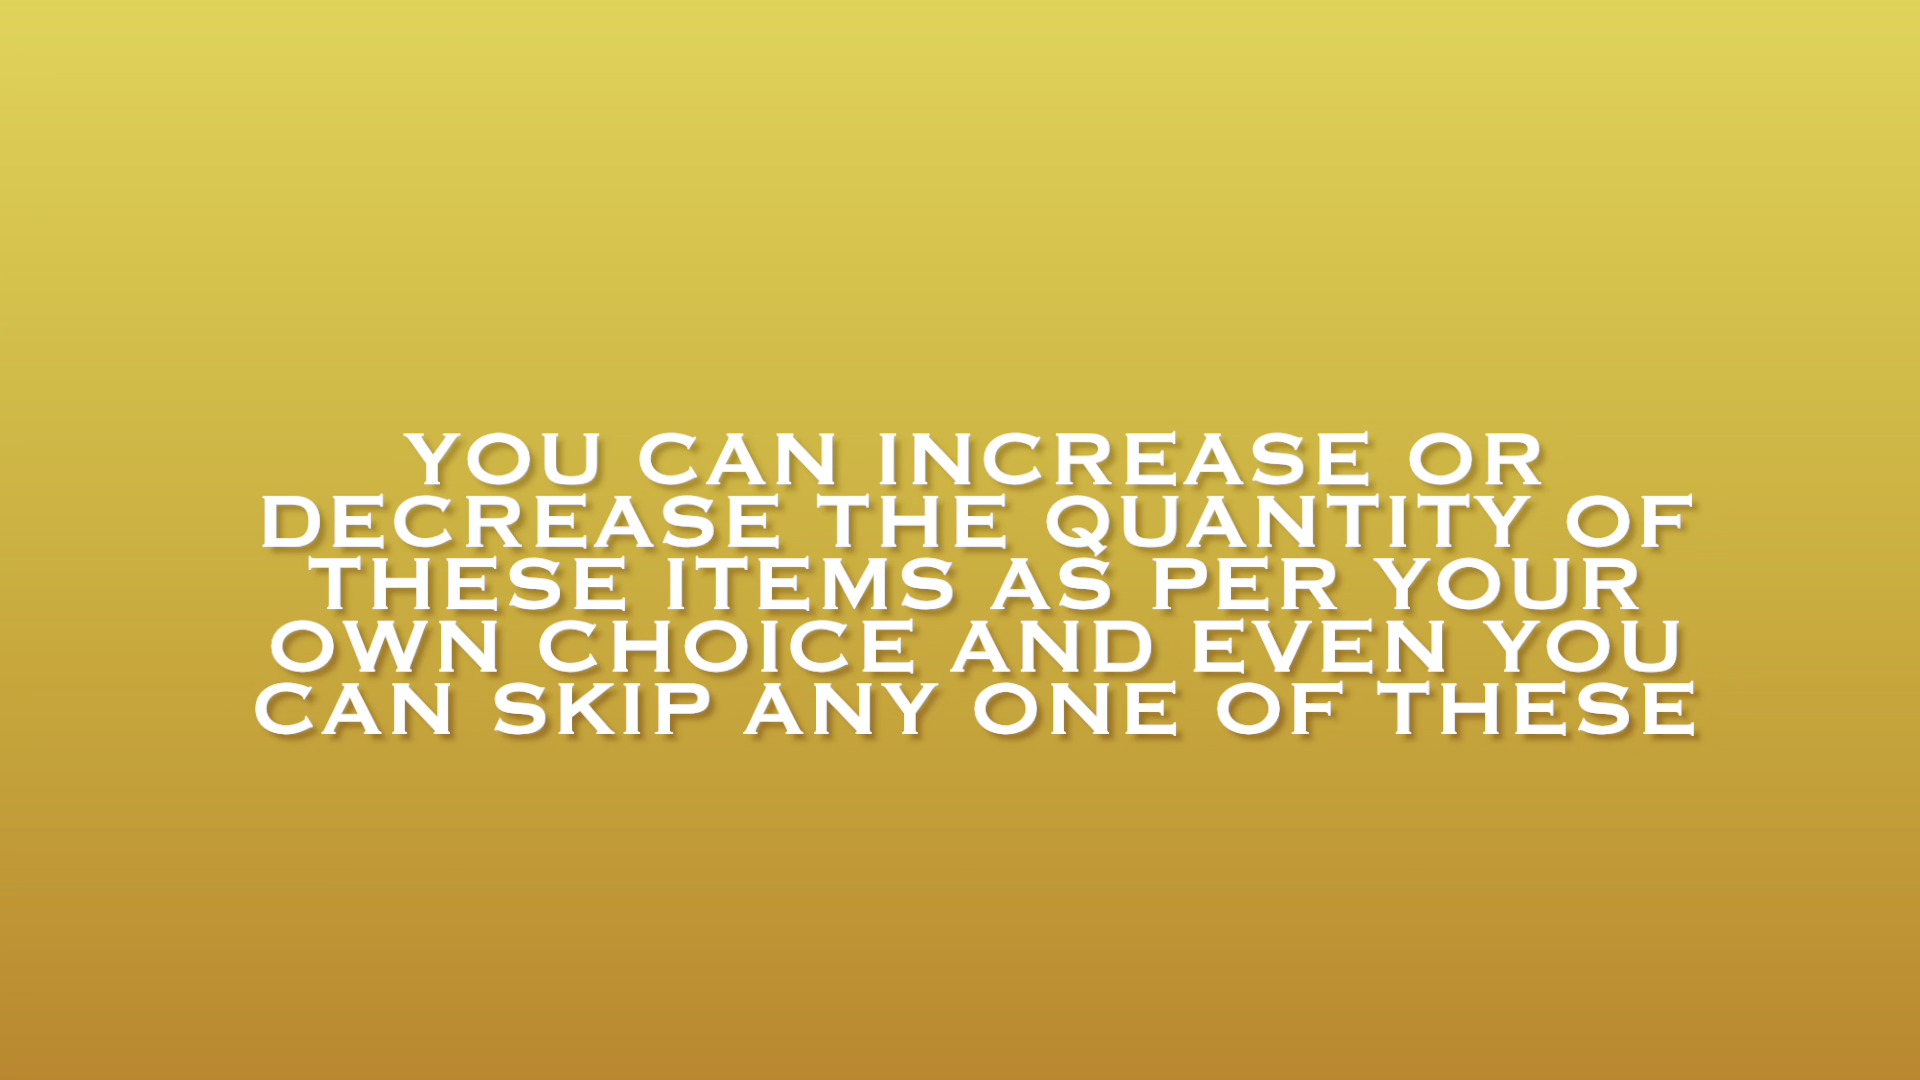 YOU CAN INCREASE OR
DECREASE THE QUANTITY OF
THESE ITEMS AS PER YOUR
OWN CHOICE AND EVEN YOU
CAN SKIP ANY ONE OF THESE